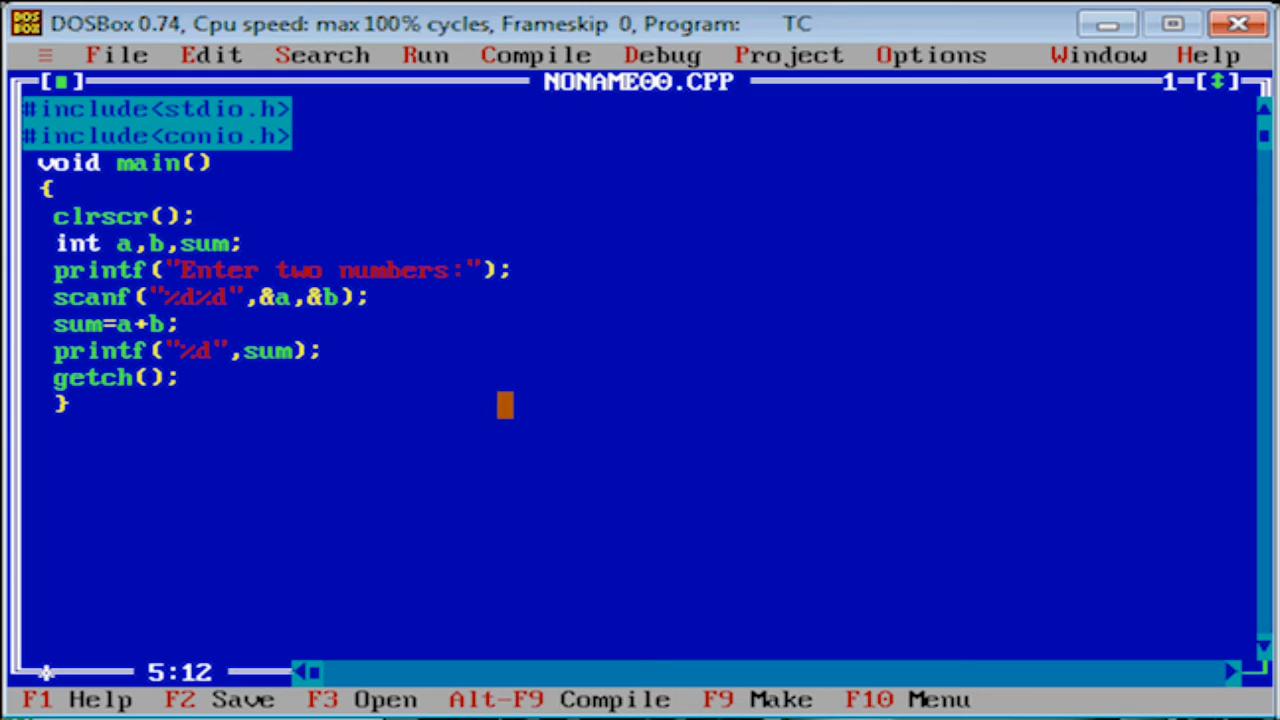 DOSBox 0.74, Cpu speed: max 100% cycles, Frameskip 0, Program: TC
≡ File Edit Search Run Compile Debug Project Options Window Help
[■] NONAME00.CPP 1=[↕]
#include<stdio.h>
#include<conio.h>
void main()
{
clrscr();
int a,b,sum;
printf("Enter two numbers:");
scanf("%d%d",&a,&b);
sum=a+b;
printf("%d",sum);
getch();
}
5:12
F1 Help F2 Save F3 Open Alt-F9 Compile F9 Make F10 Menu